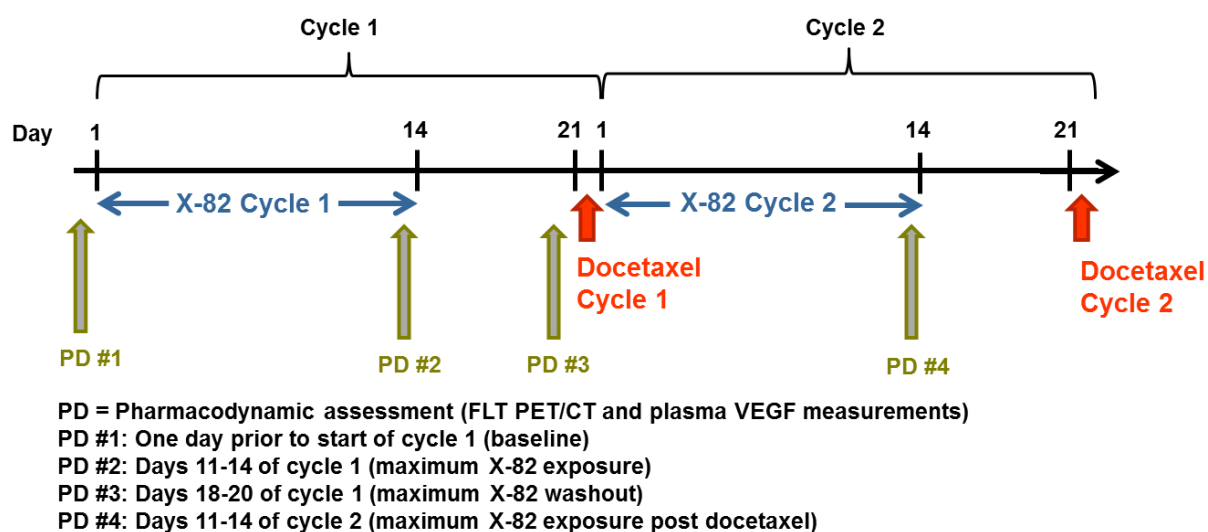 Cycle 1
Cycle 2
Day 1 14 21 1 14 21
X-82 Cycle 1
X-82 Cycle 2
Docetaxel
Cycle 1
Docetaxel
Cycle 2
PD #1
PD #2
PD #3
PD #4
PD = Pharmacodynamic assessment (FLT PET/CT and plasma VEGF measurements)
PD #1: One day prior to start of cycle 1 (baseline)
PD #2: Days 11-14 of cycle 1 (maximum X-82 exposure)
PD #3: Days 18-20 of cycle 1 (maximum X-82 washout)
PD #4: Days 11-14 of cycle 2 (maximum X-82 exposure post docetaxel)